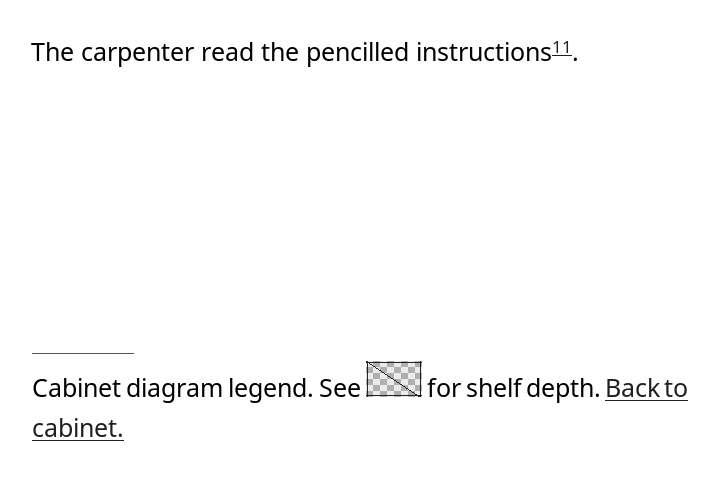 The carpenter read the pencilled instructions¹¹.
Cabinet diagram legend. See for shelf depth. Back to
cabinet.